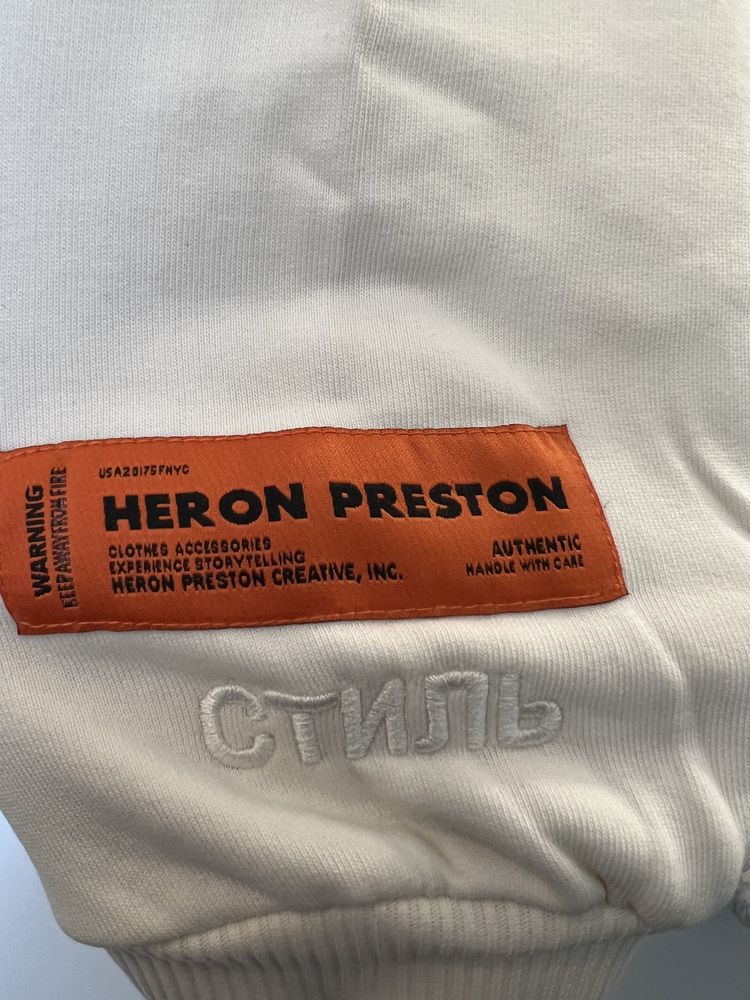 WARNING
KEEP AWAY FROM FIRE
USA20175FNYC
HERON PRESTON
CLOTHES ACCESSORIES
EXPERIENCE STORYTELLING
HERON PRESTON CREATIVE, INC.
AUTHENTIC
HANDLE WITH CARE
СТИЛЬ